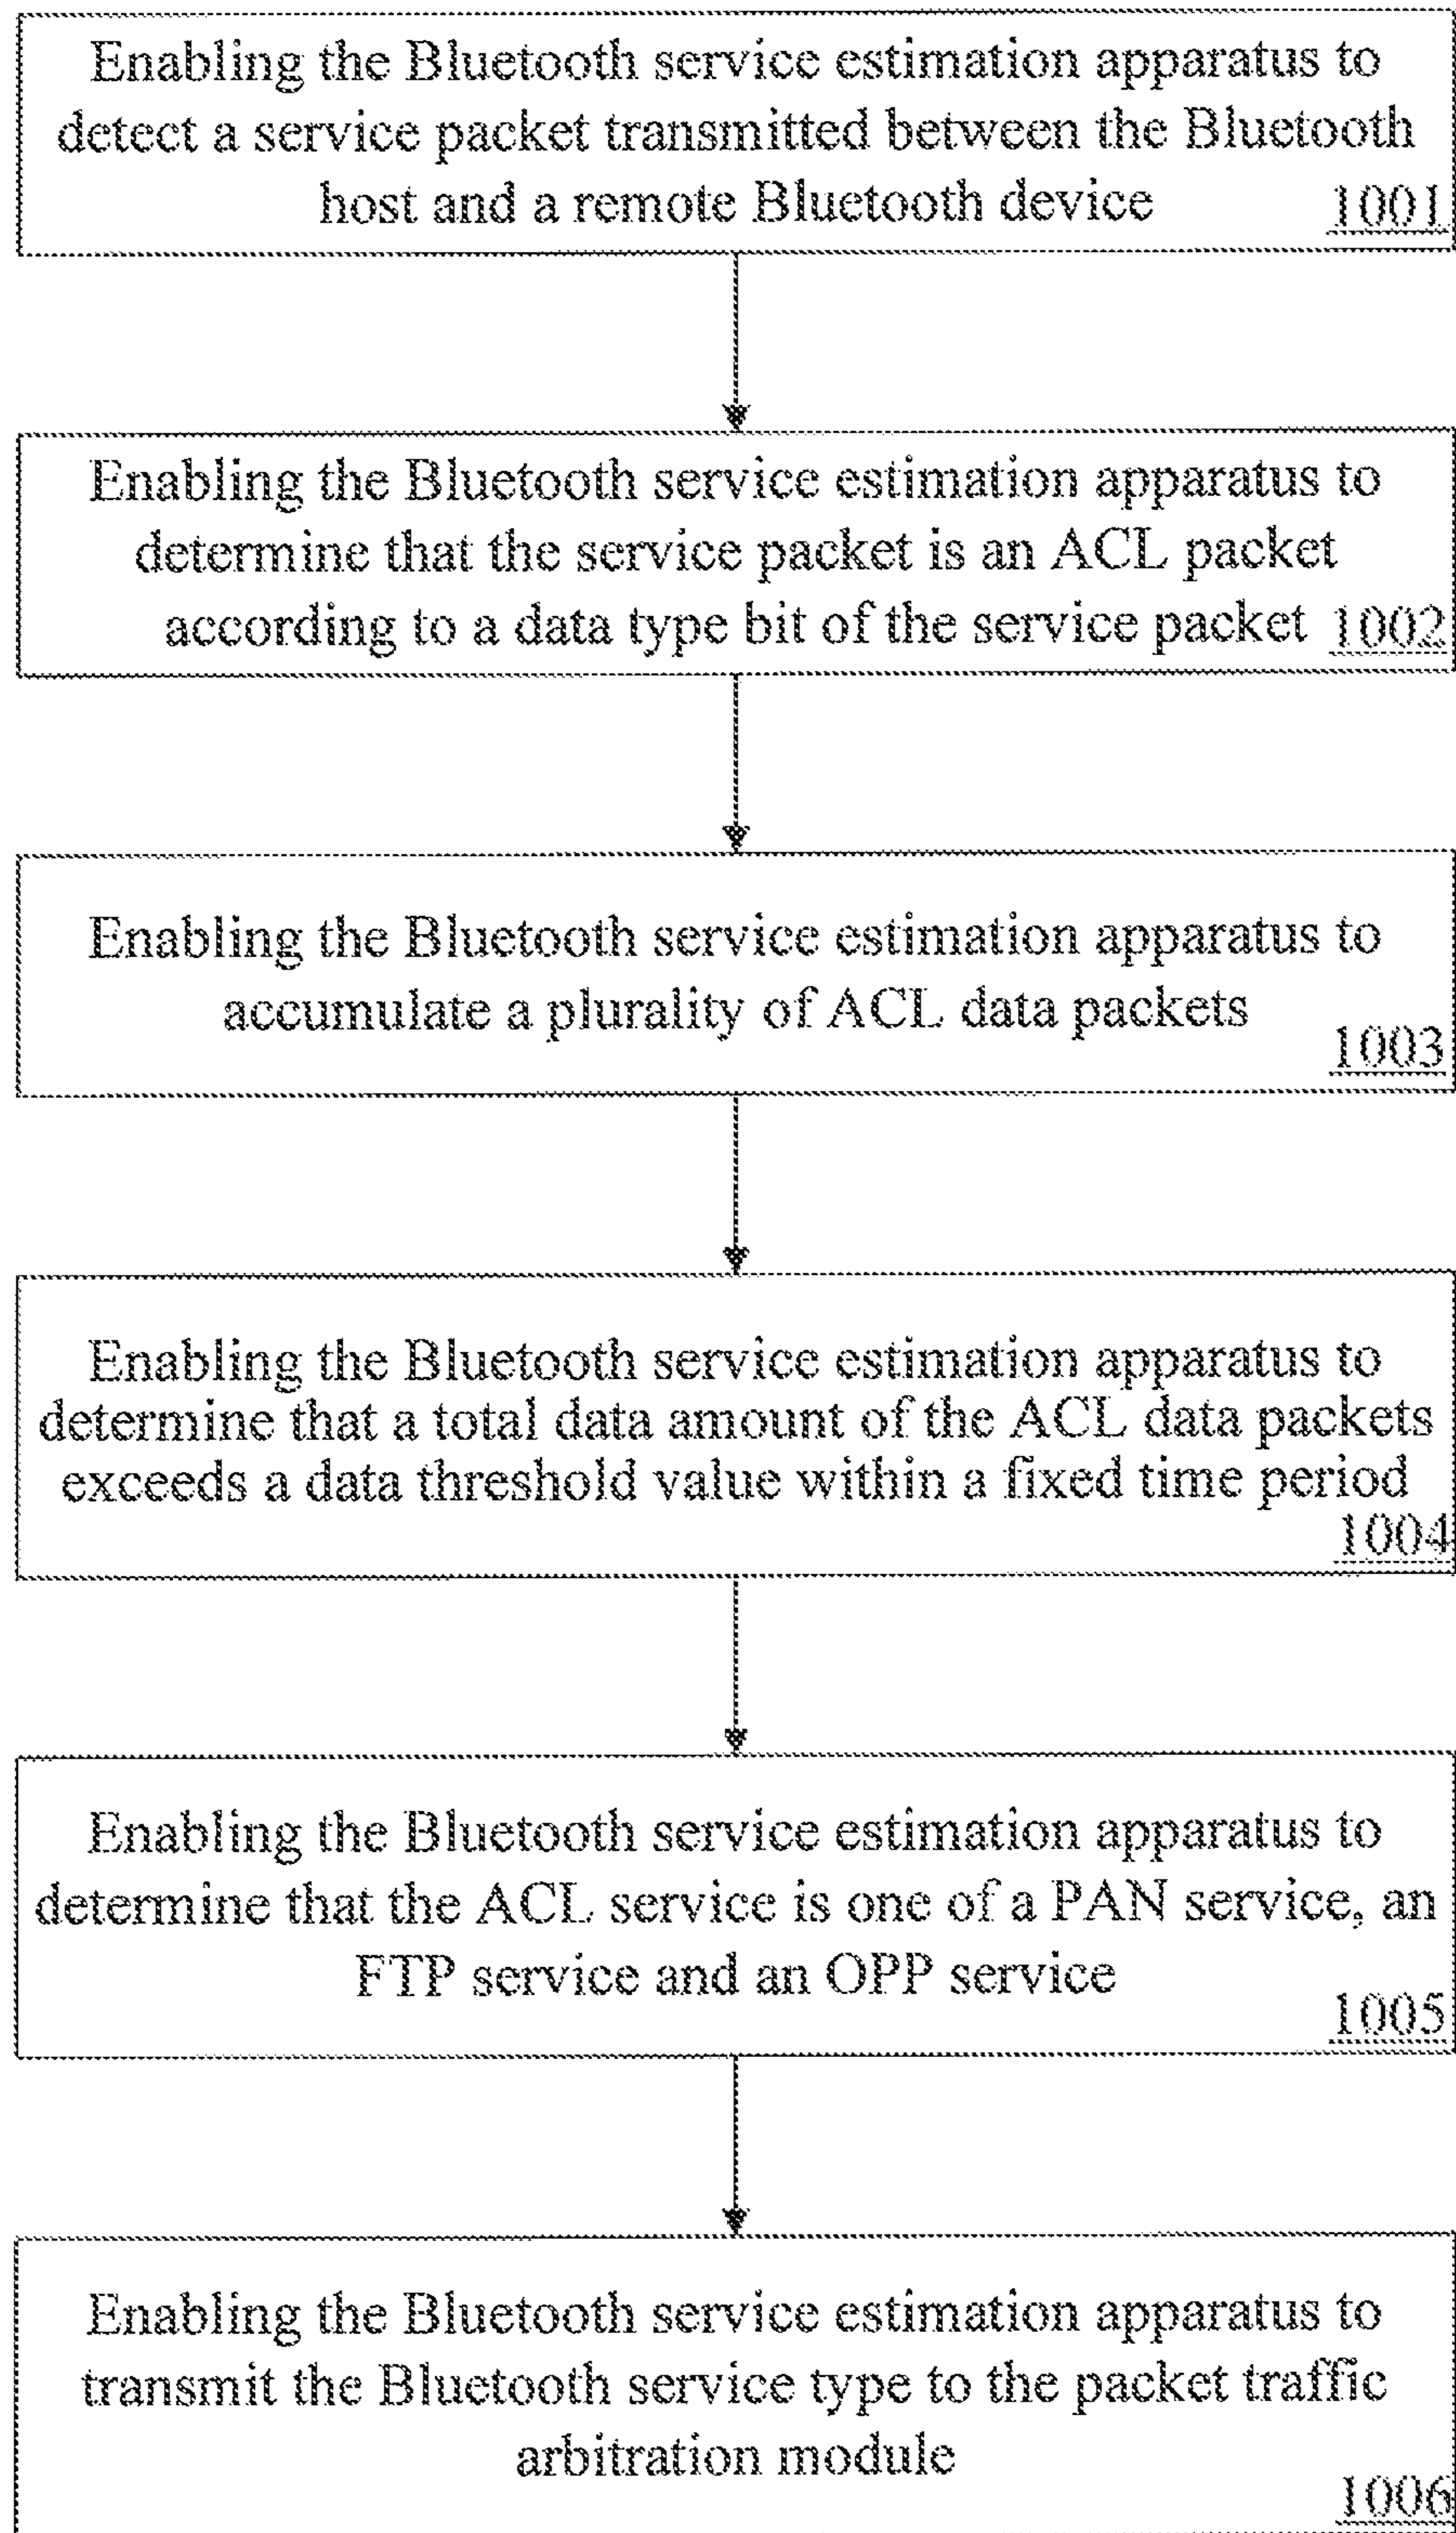 Enabling the Bluetooth service estimation apparatus to
detect a service packet transmitted between the Bluetooth
host and a remote Bluetooth device 1001
Enabling the Bluetooth service estimation apparatus to
determine that the service packet is an ACL packet
according to a data type bit of the service packet 1002
Enabling the Bluetooth service estimation apparatus to
accumulate a plurality of ACL data packets
1003
Enabling the Bluetooth service estimation apparatus to
determine that a total data amount of the ACL data packets
exceeds a data threshold value within a fixed time period
1004
Enabling the Bluetooth service estimation apparatus to
determine that the ACL service is one of a PAN service, an
FTP service and an OPP service
1005
Enabling the Bluetooth service estimation apparatus to
transmit the Bluetooth service type to the packet traffic
arbitration module
1006